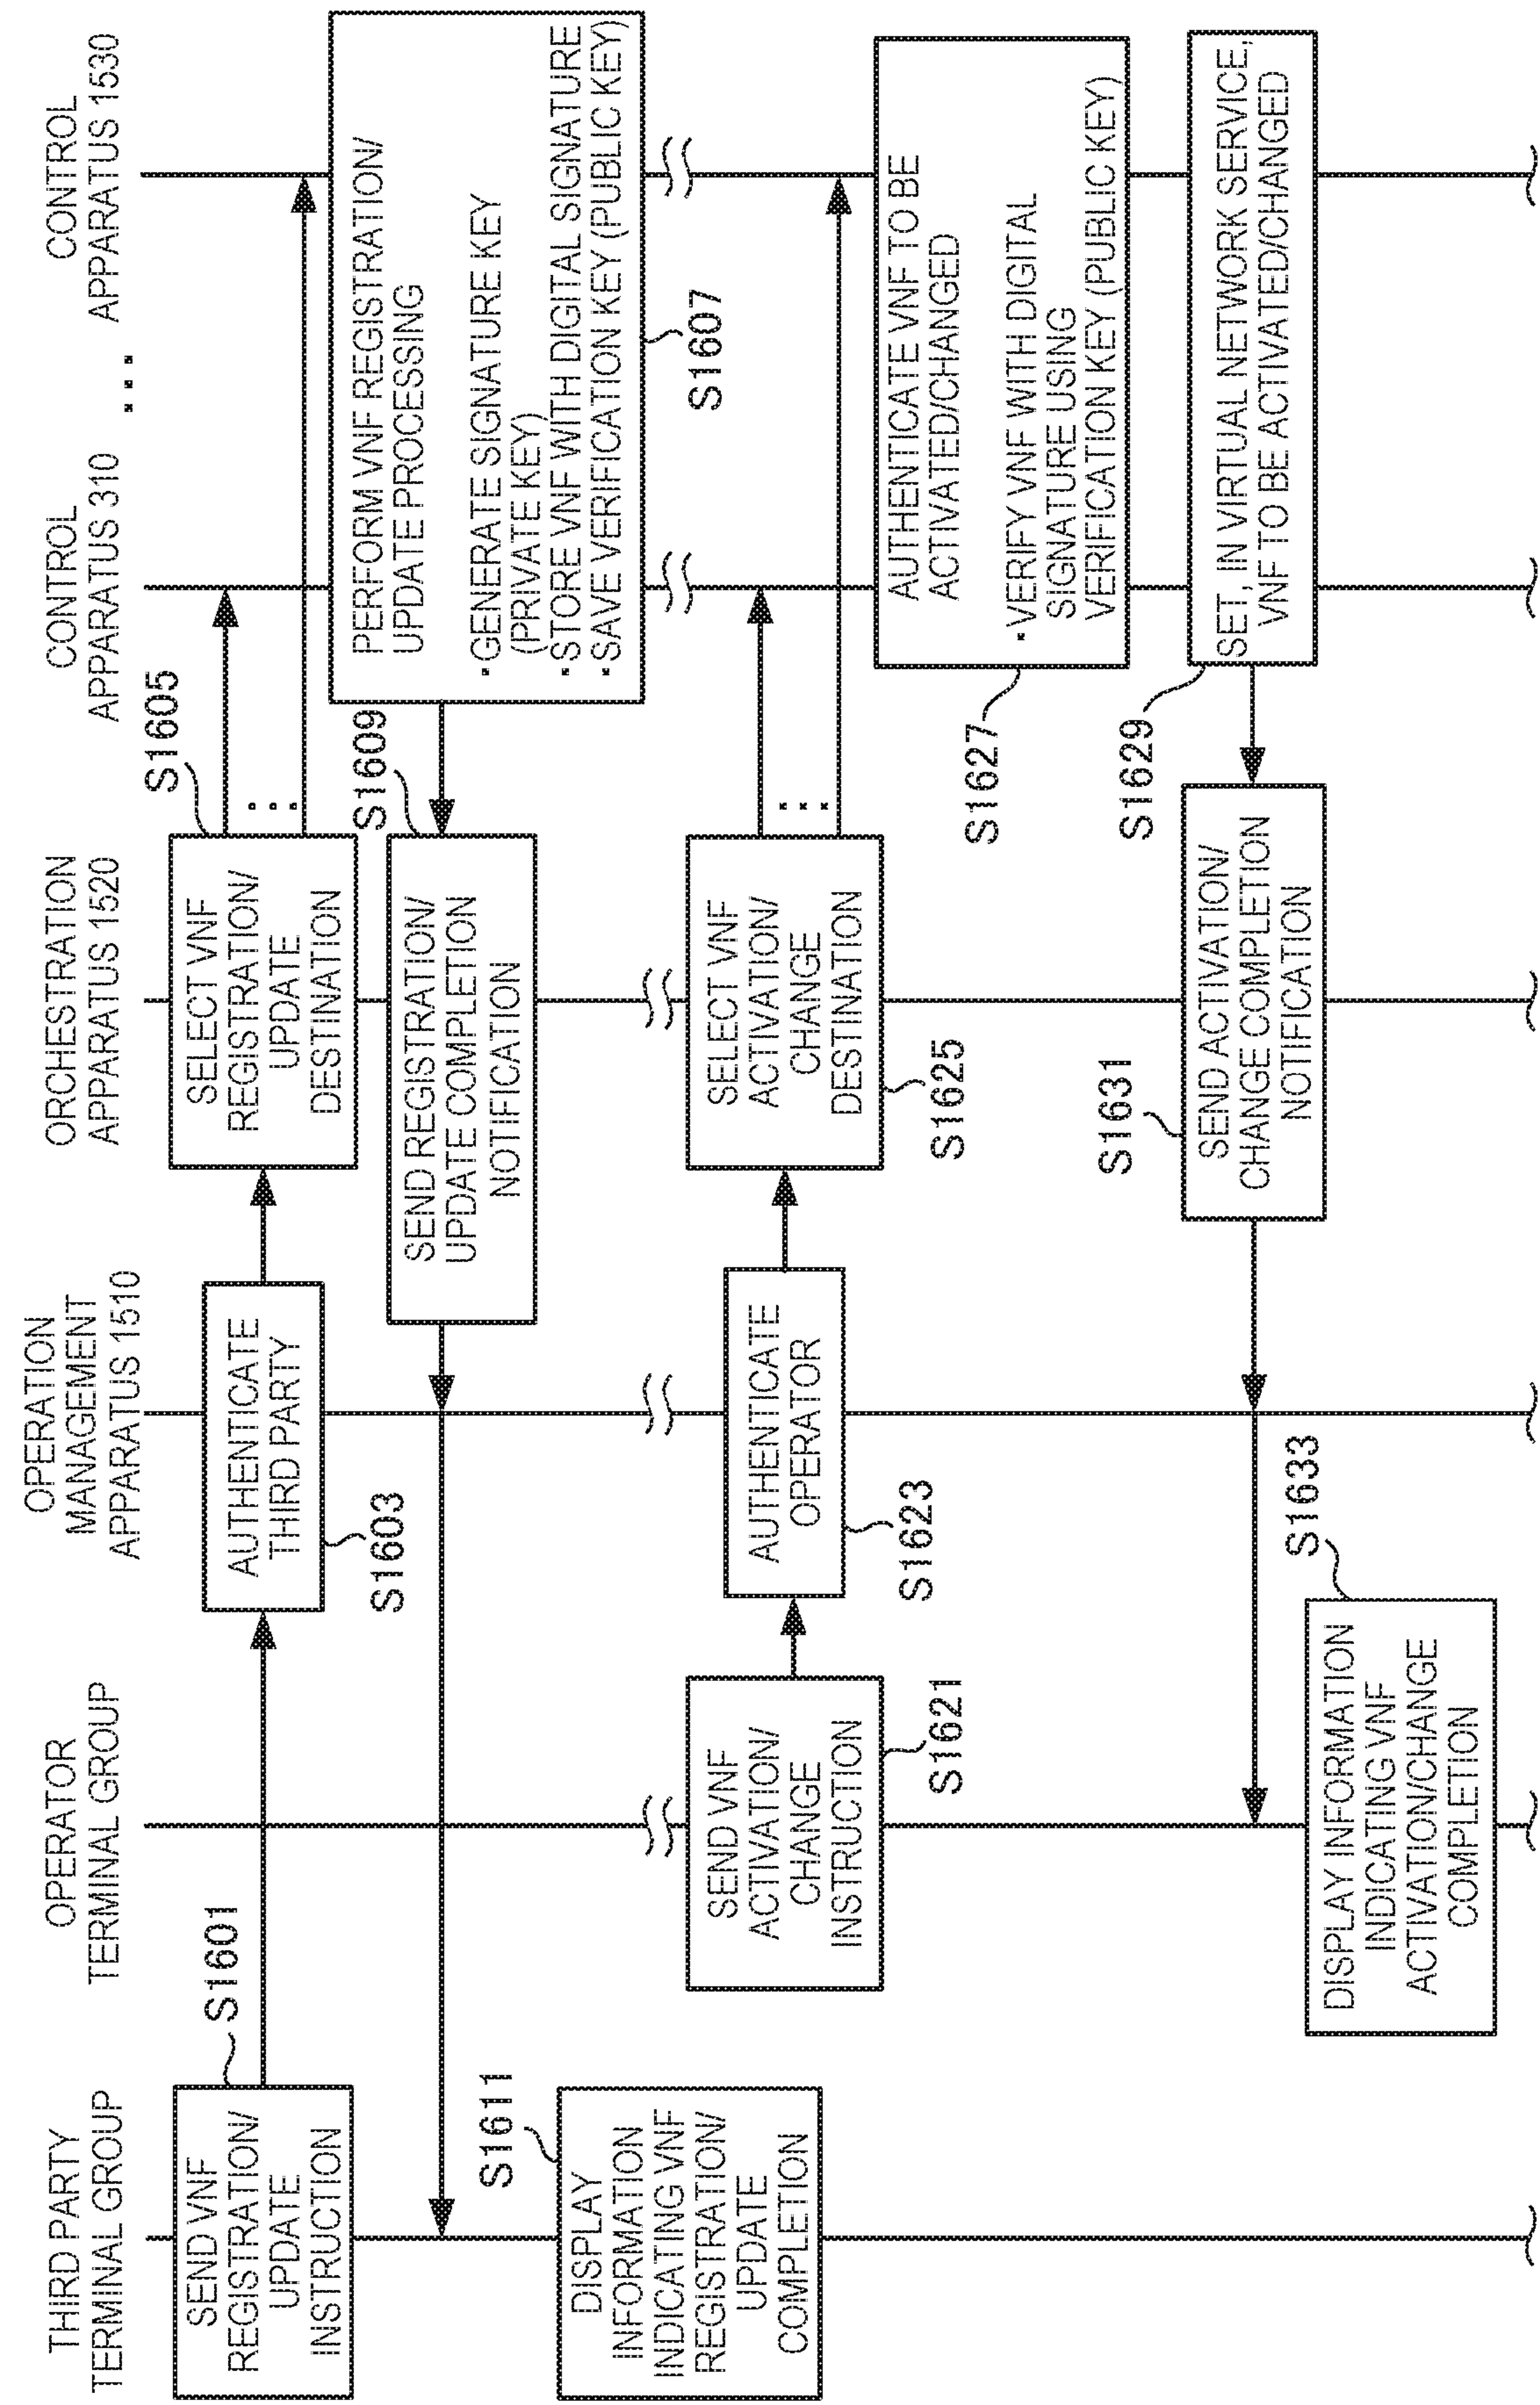 THIRD PARTY
TERMINAL GROUP
OPERATOR
TERMINAL GROUP
OPERATION
MANAGEMENT
APPARATUS 1510
ORCHESTRATION
APPARATUS 1520
CONTROL
APPARATUS 310
...
CONTROL
APPARATUS 1530
SEND VNF
REGISTRATION/
UPDATE
INSTRUCTION
S1601
AUTHENTICATE
THIRD PARTY
S1603
SELECT VNF
REGISTRATION/
UPDATE
DESTINATION
S1605
...
PERFORM VNF REGISTRATION/
UPDATE PROCESSING
▪GENERATE SIGNATURE KEY
(PRIVATE KEY)
▪STORE VNF WITH DIGITAL SIGNATURE
▪SAVE VERIFICATION KEY (PUBLIC KEY)
S1607
S1609
SEND REGISTRATION/
UPDATE COMPLETION
NOTIFICATION
S1611
DISPLAY
INFORMATION
INDICATING VNF
REGISTRATION/
UPDATE
COMPLETION
SEND VNF
ACTIVATION/
CHANGE
INSTRUCTION
S1621
AUTHENTICATE
OPERATOR
S1623
SELECT VNF
ACTIVATION/
CHANGE
DESTINATION
S1625
...
AUTHENTICATE VNF TO BE
ACTIVATED/CHANGED
▪VERIFY VNF WITH DIGITAL
SIGNATURE USING
VERIFICATION KEY (PUBLIC KEY)
S1627
SET, IN VIRTUAL NETWORK SERVICE,
VNF TO BE ACTIVATED/CHANGED
S1629
S1631
SEND ACTIVATION/
CHANGE COMPLETION
NOTIFICATION
S1633
DISPLAY INFORMATION
INDICATING VNF
ACTIVATION/CHANGE
COMPLETION